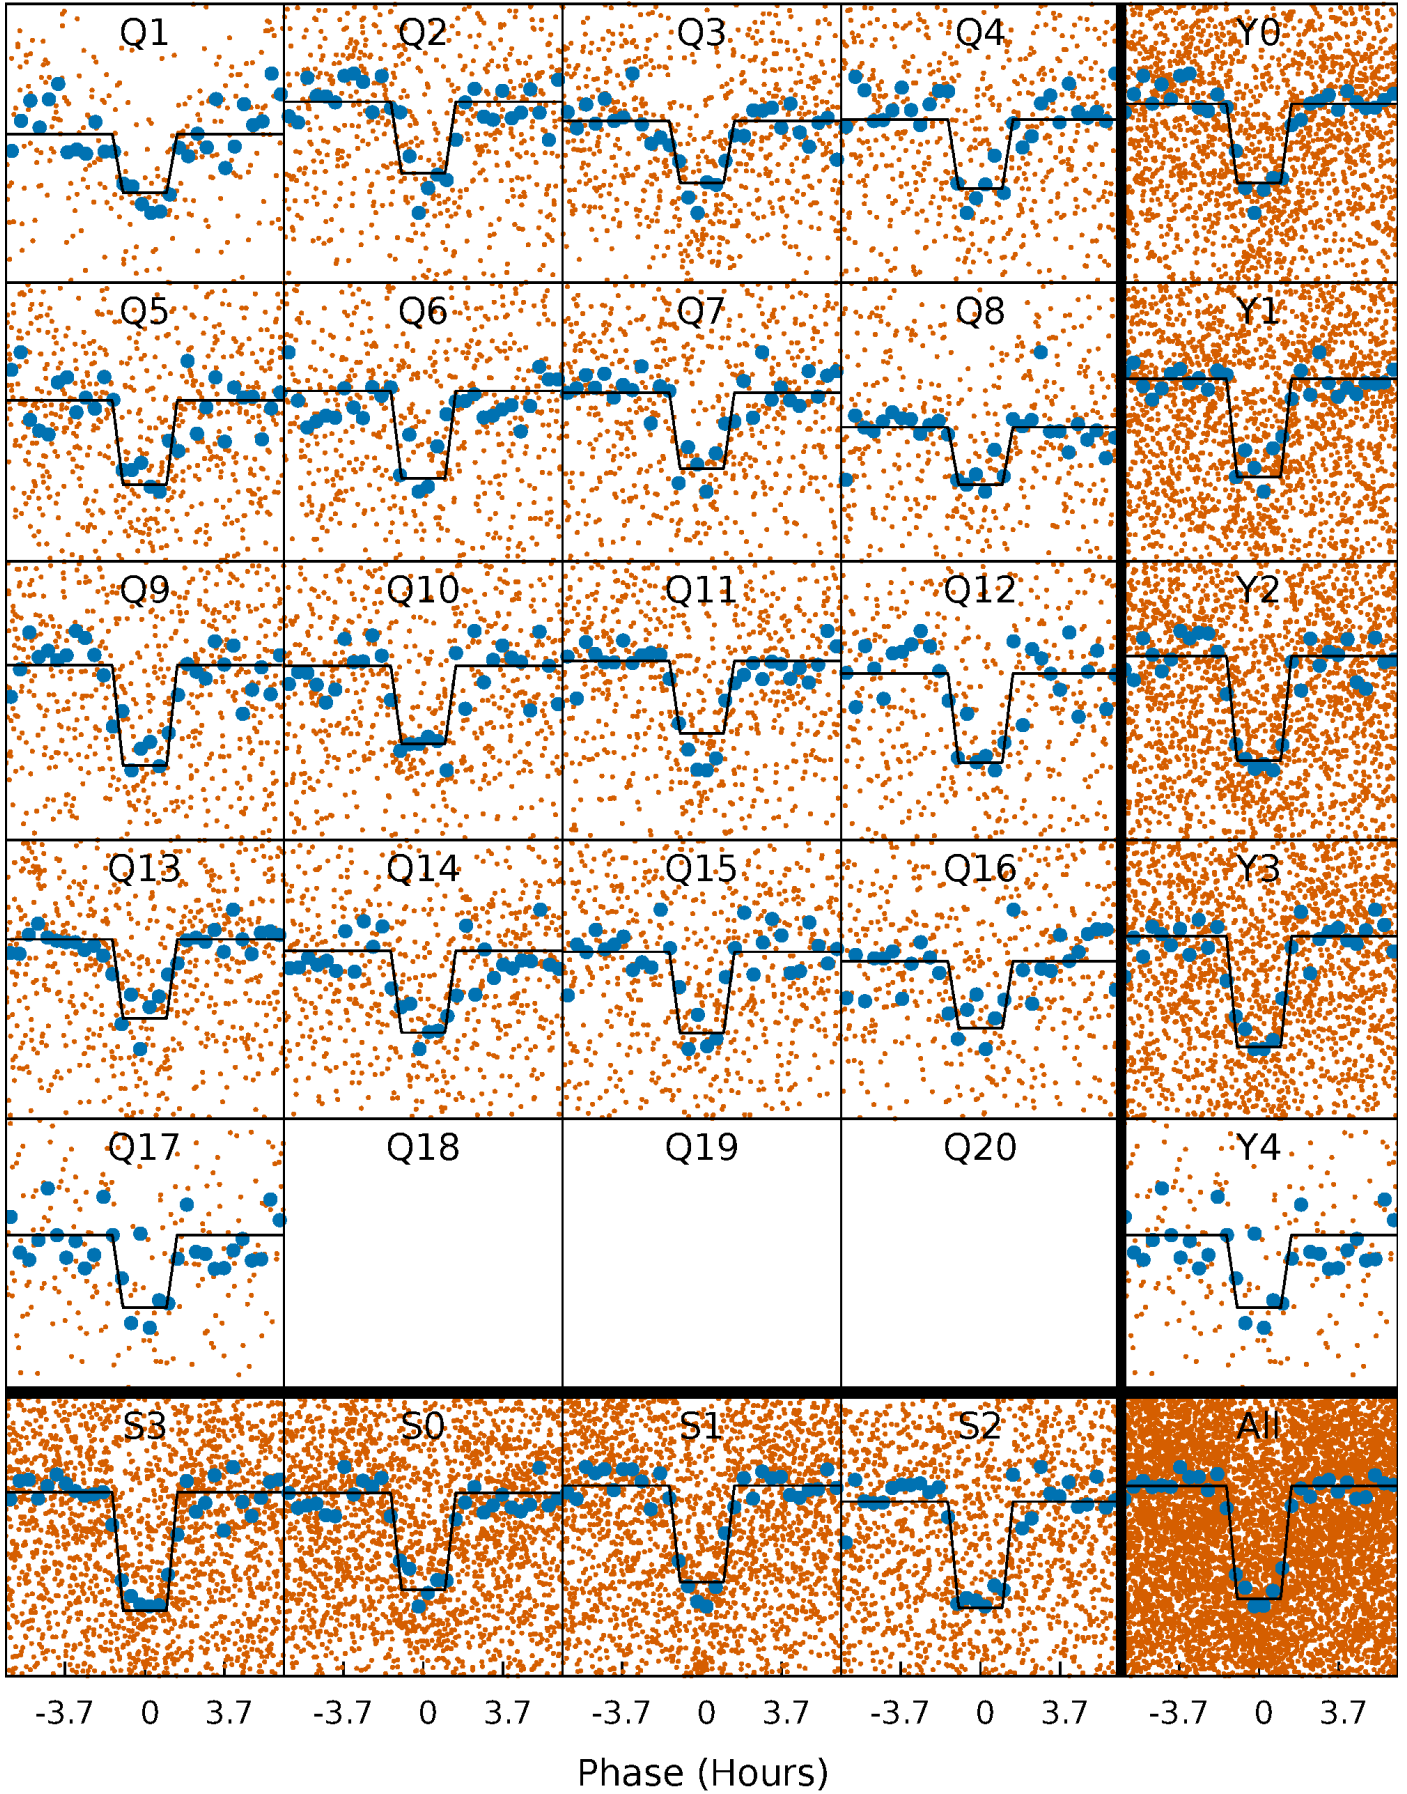 Q1 Q2 Q3 Q4 Y0
Q5 Q6 Q7 Q8 Y1
Q9 Q10 Q11 Q12 Y2
Q13 Q14 Q15 Q16 Y3
Q17 Q18 Q19 Q20 Y4
S3 S0 S1 S2 All
-3.7 0 3.7 -3.7 0 3.7 -3.7 0 3.7 -3.7 0 3.7 -3.7 0 3.7
Phase (Hours)